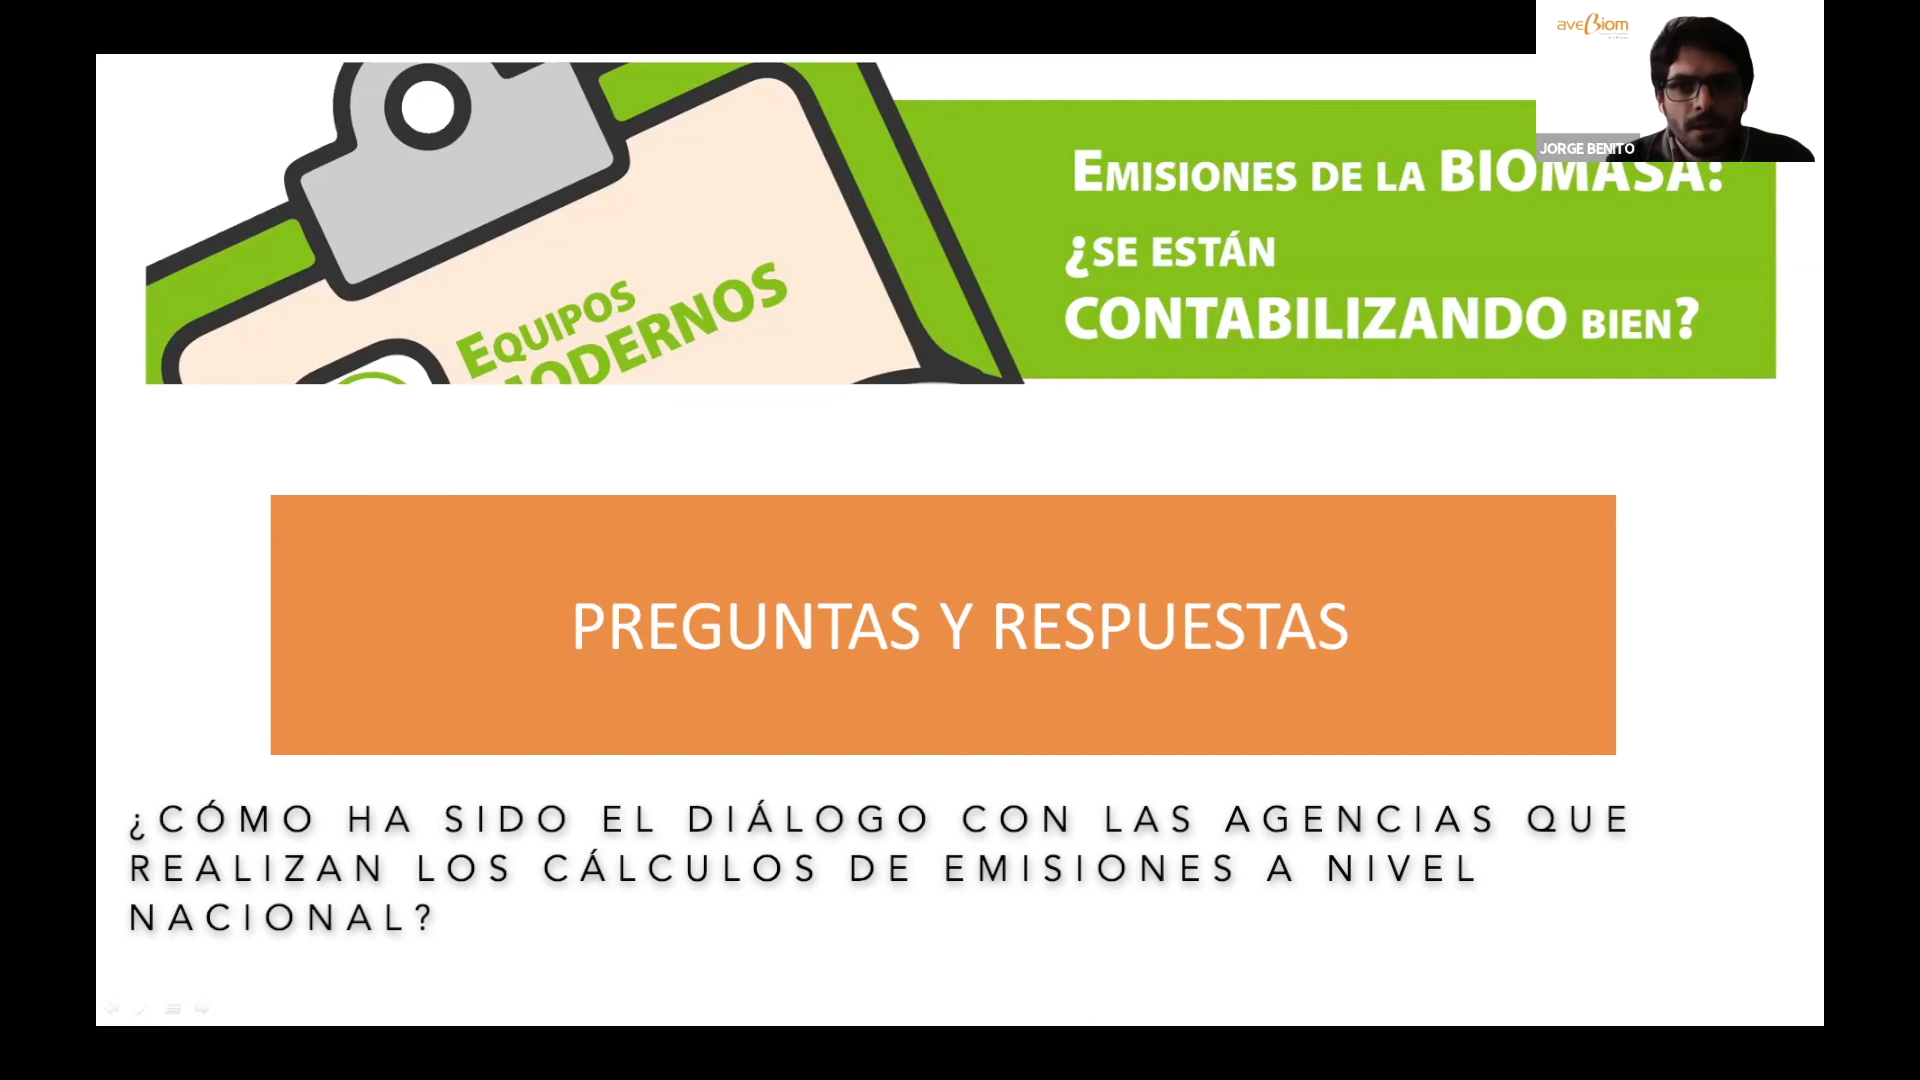 aveBiom
JORGE BENITO
EMISIONES DE LA BIOMASA:
¿SE ESTÁN
CONTABILIZANDO BIEN?
EQUIPOS
MODERNOS
PREGUNTAS Y RESPUESTAS
¿CÓMO HA SIDO EL DIÁLOGO CON LAS AGENCIAS QUE
REALIZAN LOS CÁLCULOS DE EMISIONES A NIVEL
NACIONAL?